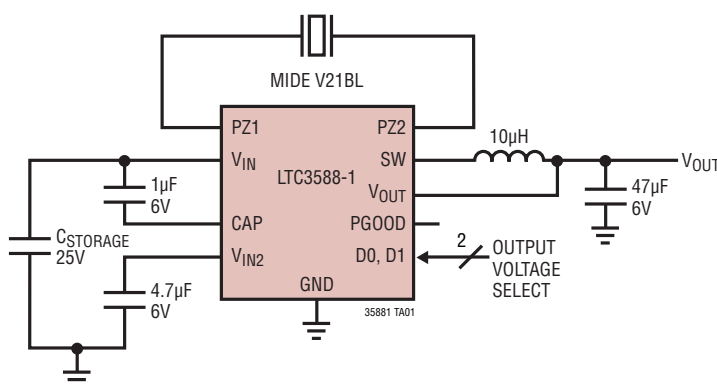 MIDE V21BL
PZ1
PZ2
10µH
VIN
SW
VOUT
1µF
6V
LTC3588-1
VOUT
47µF
6V
CAP
PGOOD
CSTORAGE
25V
VIN2
D0, D1
2
OUTPUT
VOLTAGE
SELECT
4.7µF
6V
GND
35881 TA01